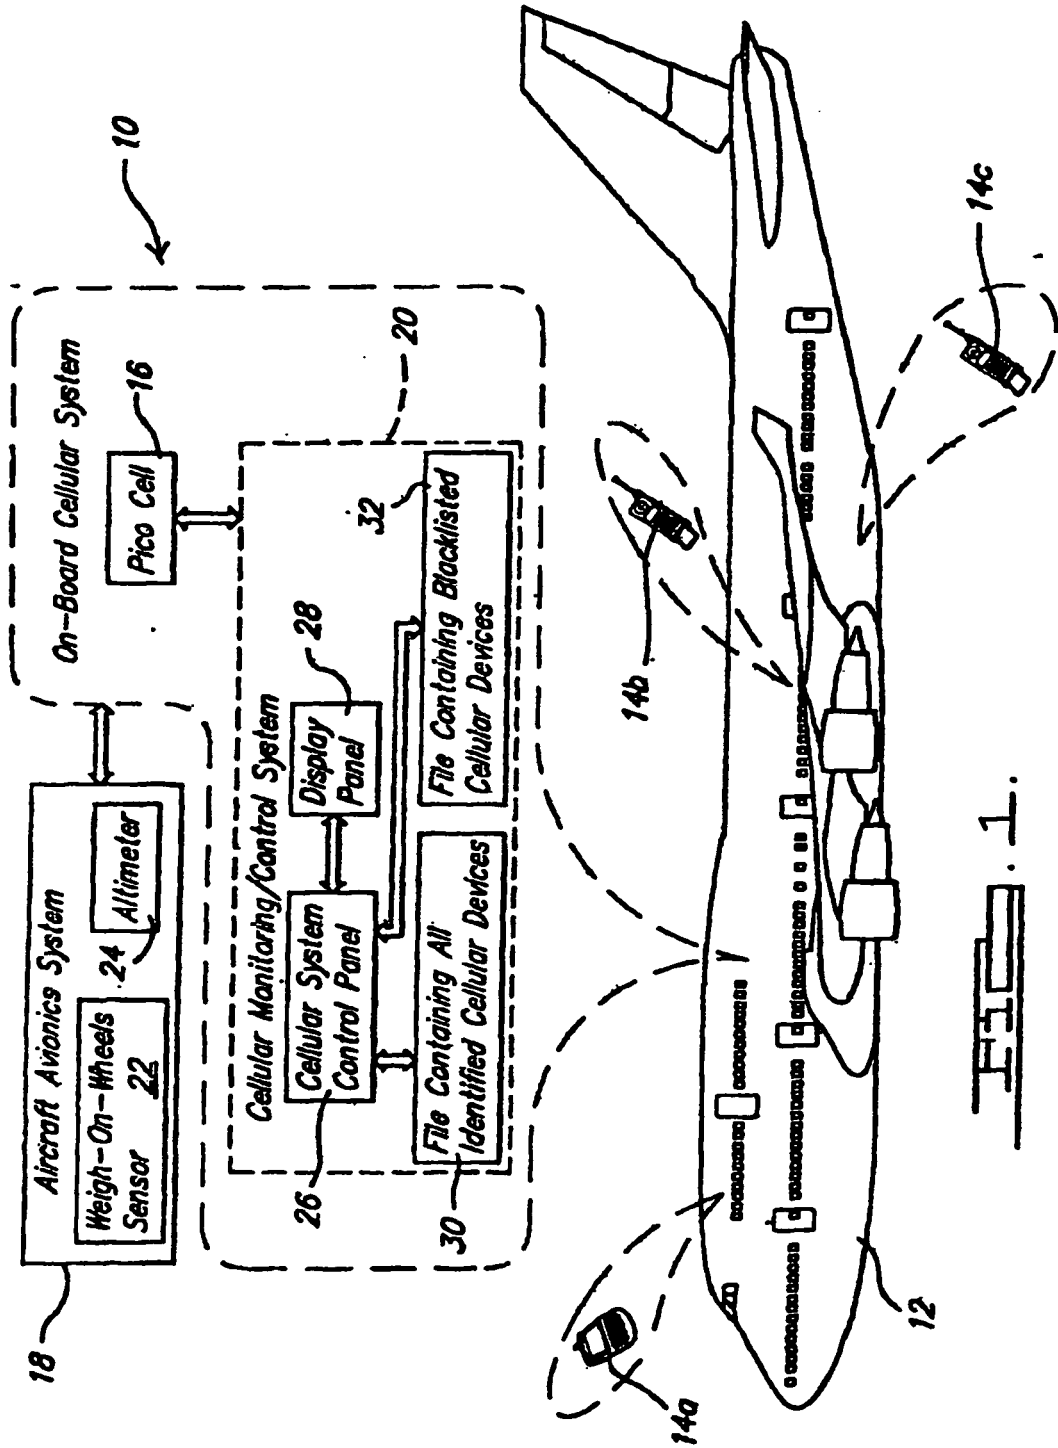 18
Aircraft Avionics System
Weigh-On-Wheels
Sensor 22
24
Altimeter
On-Board Cellular System
10
Pico Cell
16
Cellular Monitoring/Control System
20
26
Cellular System
Control Panel
Display
Panel
28
32
30
File Containing All
Identified Cellular Devices
File Containing Blacklisted
Cellular Devices
14a
14b
14c
12
FIG. 1.